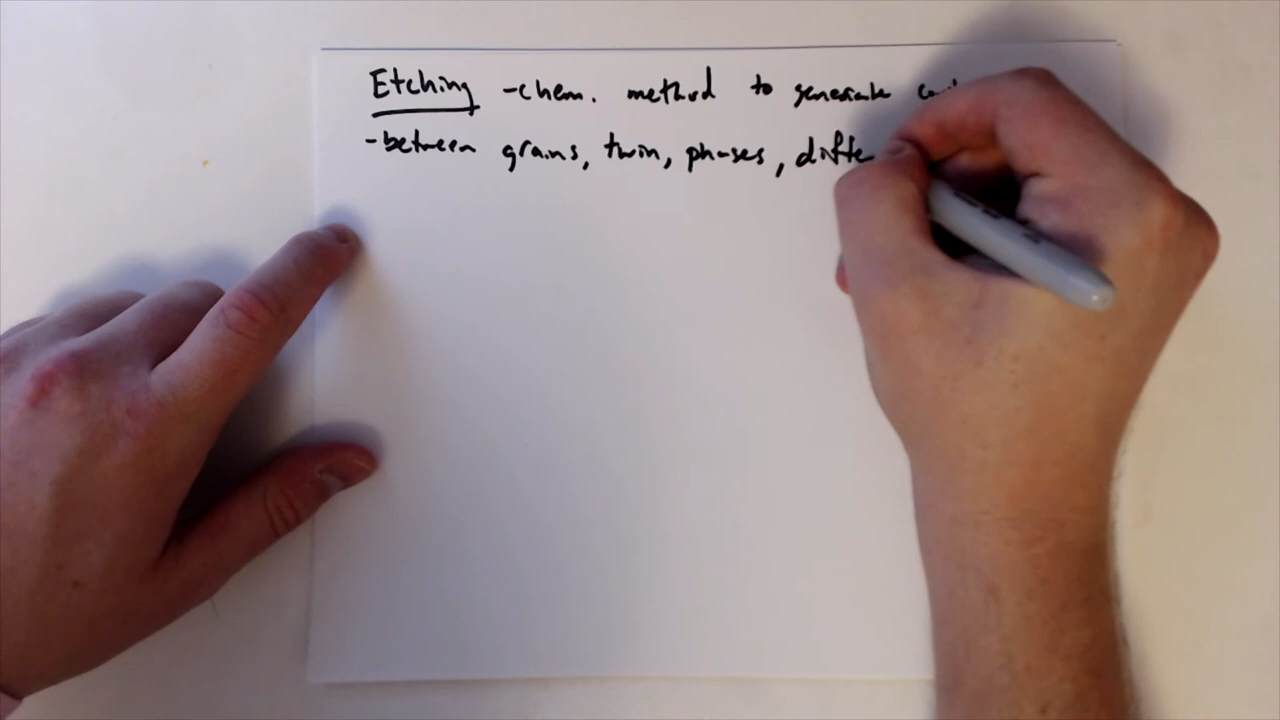 Etching -chem. method to generate
-between grains, twin, phases, diffe